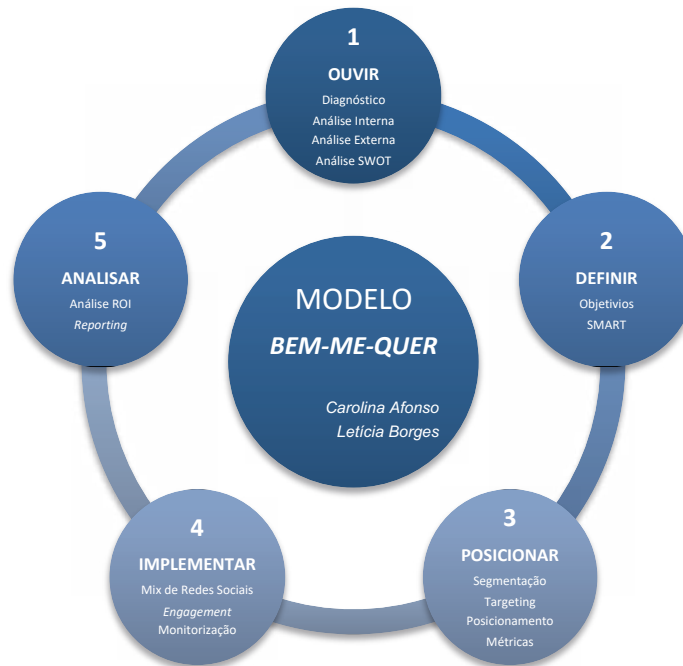 1
OUVIR
Diagnóstico
Análise Interna
Análise Externa
Análise SWOT
2
DEFINIR
Objetivios
SMART
3
POSICIONAR
Segmentação
Targeting
Posicionamento
Métricas
4
IMPLEMENTAR
Mix de Redes Sociais
Engagement
Monitorização
5
ANALISAR
Análise ROI
Reporting
MODELO
BEM-ME-QUER
Carolina Afonso
Letícia Borges